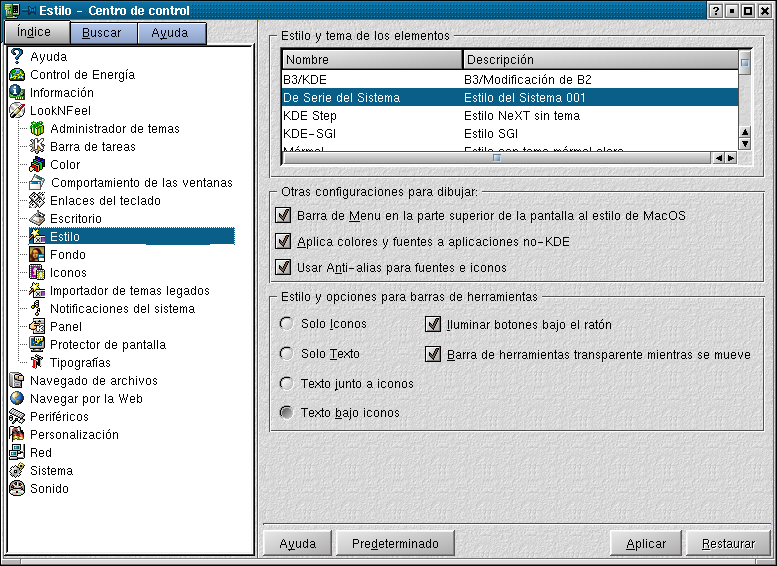 Estilo - Centro de control
Índice Buscar Ayuda
Ayuda
Control de Energía
Información
LookNFeel
Administrador de temas
Barra de tareas
Color
Comportamiento de las ventanas
Enlaces del teclado
Escritorio
Estilo
Fondo
Iconos
Importador de temas legados
Notificaciones del sistema
Panel
Protector de pantalla
Tipografías
Navegado de archivos
Navegar por la Web
Periféricos
Personalización
Red
Sistema
Sonido
Estilo y tema de los elementos
Nombre Descripción
B3/KDE B3/Modificación de B2
De Serie del Sistema Estilo del Sistema 001
KDE Step Estilo NeXT sin tema
KDE-SGI Estilo SGI
Mármol Estilo con tema mármol claro
Otras configuraciones para dibujar:
Barra de Menu en la parte superior de la pantalla al estilo de MacOS
Aplica colores y fuentes a aplicaciones no-KDE
Usar Anti-alias para fuentes e iconos
Estilo y opciones para barras de herramientas
Solo Iconos Iluminar botones bajo el ratón
Solo Texto Barra de herramientas transparente mientras se mueve
Texto junto a iconos
Texto bajo iconos
Ayuda Predeterminado Aplicar Restaurar